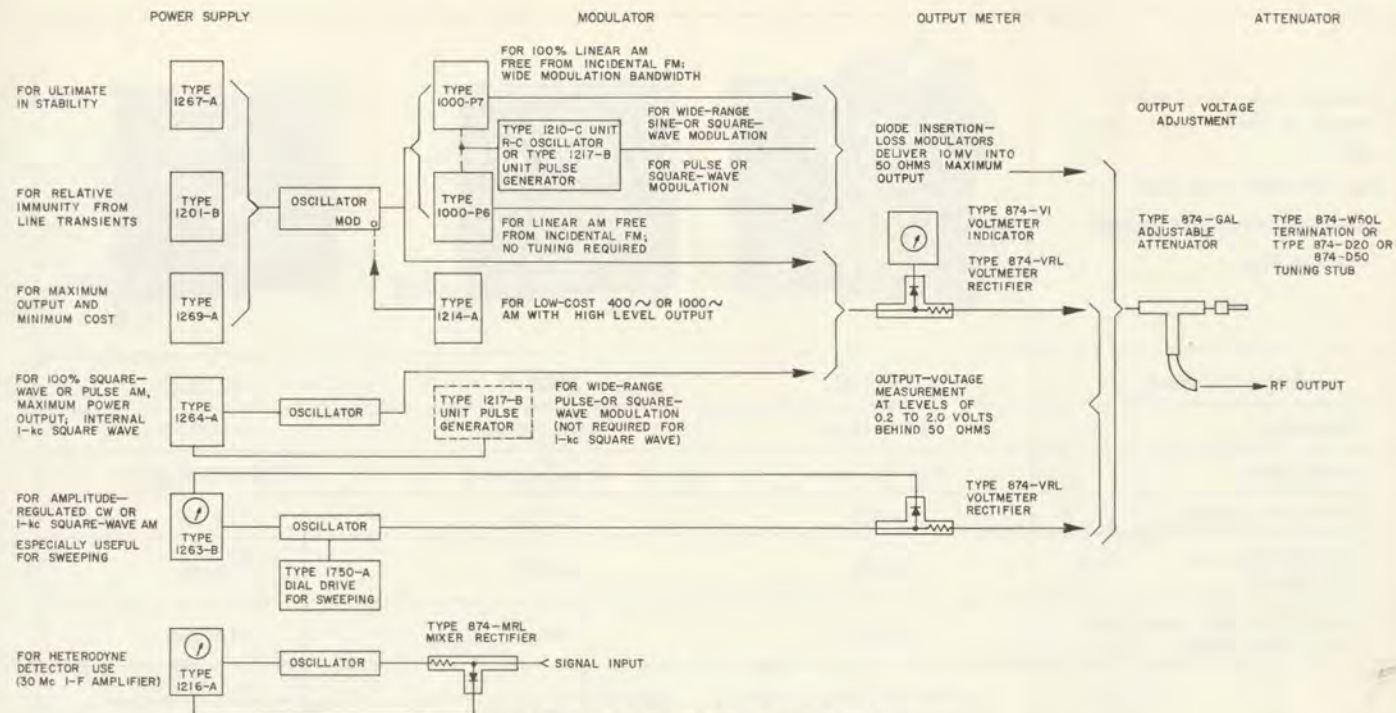 POWER SUPPLY
MODULATOR
OUTPUT METER
ATTENUATOR
FOR ULTIMATE
IN STABILITY
TYPE
1267-A
FOR RELATIVE
IMMUNITY FROM
LINE TRANSIENTS
TYPE
1201-B
FOR MAXIMUM
OUTPUT AND
MINIMUM COST
TYPE
1269-A
OSCILLATOR
MOD
TYPE
1000-P7
FOR 100% LINEAR AM
FREE FROM INCIDENTAL FM;
WIDE MODULATION BANDWIDTH
TYPE 1210-C UNIT
R-C OSCILLATOR
OR TYPE 1217-B
UNIT PULSE
GENERATOR
FOR WIDE-RANGE
SINE-OR SQUARE-
WAVE MODULATION
FOR PULSE OR
SQUARE-WAVE
MODULATION
TYPE
1000-P6
FOR LINEAR AM FREE
FROM INCIDENTAL FM;
NO TUNING REQUIRED
TYPE
1214-A
FOR LOW-COST 400 ~ OR 1000 ~
AM WITH HIGH LEVEL OUTPUT
DIODE INSERTION-
LOSS MODULATORS
DELIVER 10 MV INTO
50 OHMS MAXIMUM
OUTPUT
TYPE 874-VI
VOLTMETER
INDICATOR
TYPE 874-VRL
VOLTMETER
RECTIFIER
OUTPUT-VOLTAGE
MEASUREMENT
AT LEVELS OF
0.2 TO 2.0 VOLTS
BEHIND 50 OHMS
OUTPUT VOLTAGE
ADJUSTMENT
TYPE 874-GAL
ADJUSTABLE
ATTENUATOR
TYPE 874-W50L
TERMINATION OR
TYPE 874-D20 OR
874-D50
TUNING STUB
RF OUTPUT
FOR 100% SQUARE-
WAVE OR PULSE AM,
MAXIMUM POWER
OUTPUT; INTERNAL
1-kc SQUARE WAVE
TYPE
1264-A
OSCILLATOR
TYPE 1217-B
UNIT PULSE
GENERATOR
FOR WIDE-RANGE
PULSE-OR SQUARE-
WAVE MODULATION
(NOT REQUIRED FOR
1-kc SQUARE WAVE)
FOR AMPLITUDE-
REGULATED CW OR
1-kc SQUARE-WAVE AM
ESPECIALLY USEFUL
FOR SWEEPING
TYPE
1263-B
OSCILLATOR
TYPE 1750-A
DIAL DRIVE
FOR SWEEPING
TYPE 874-VRL
VOLTMETER
RECTIFIER
FOR HETERODYNE
DETECTOR USE
(30 Mc I-F AMPLIFIER)
TYPE
1216-A
OSCILLATOR
TYPE 874-MRL
MIXER RECTIFIER
SIGNAL INPUT